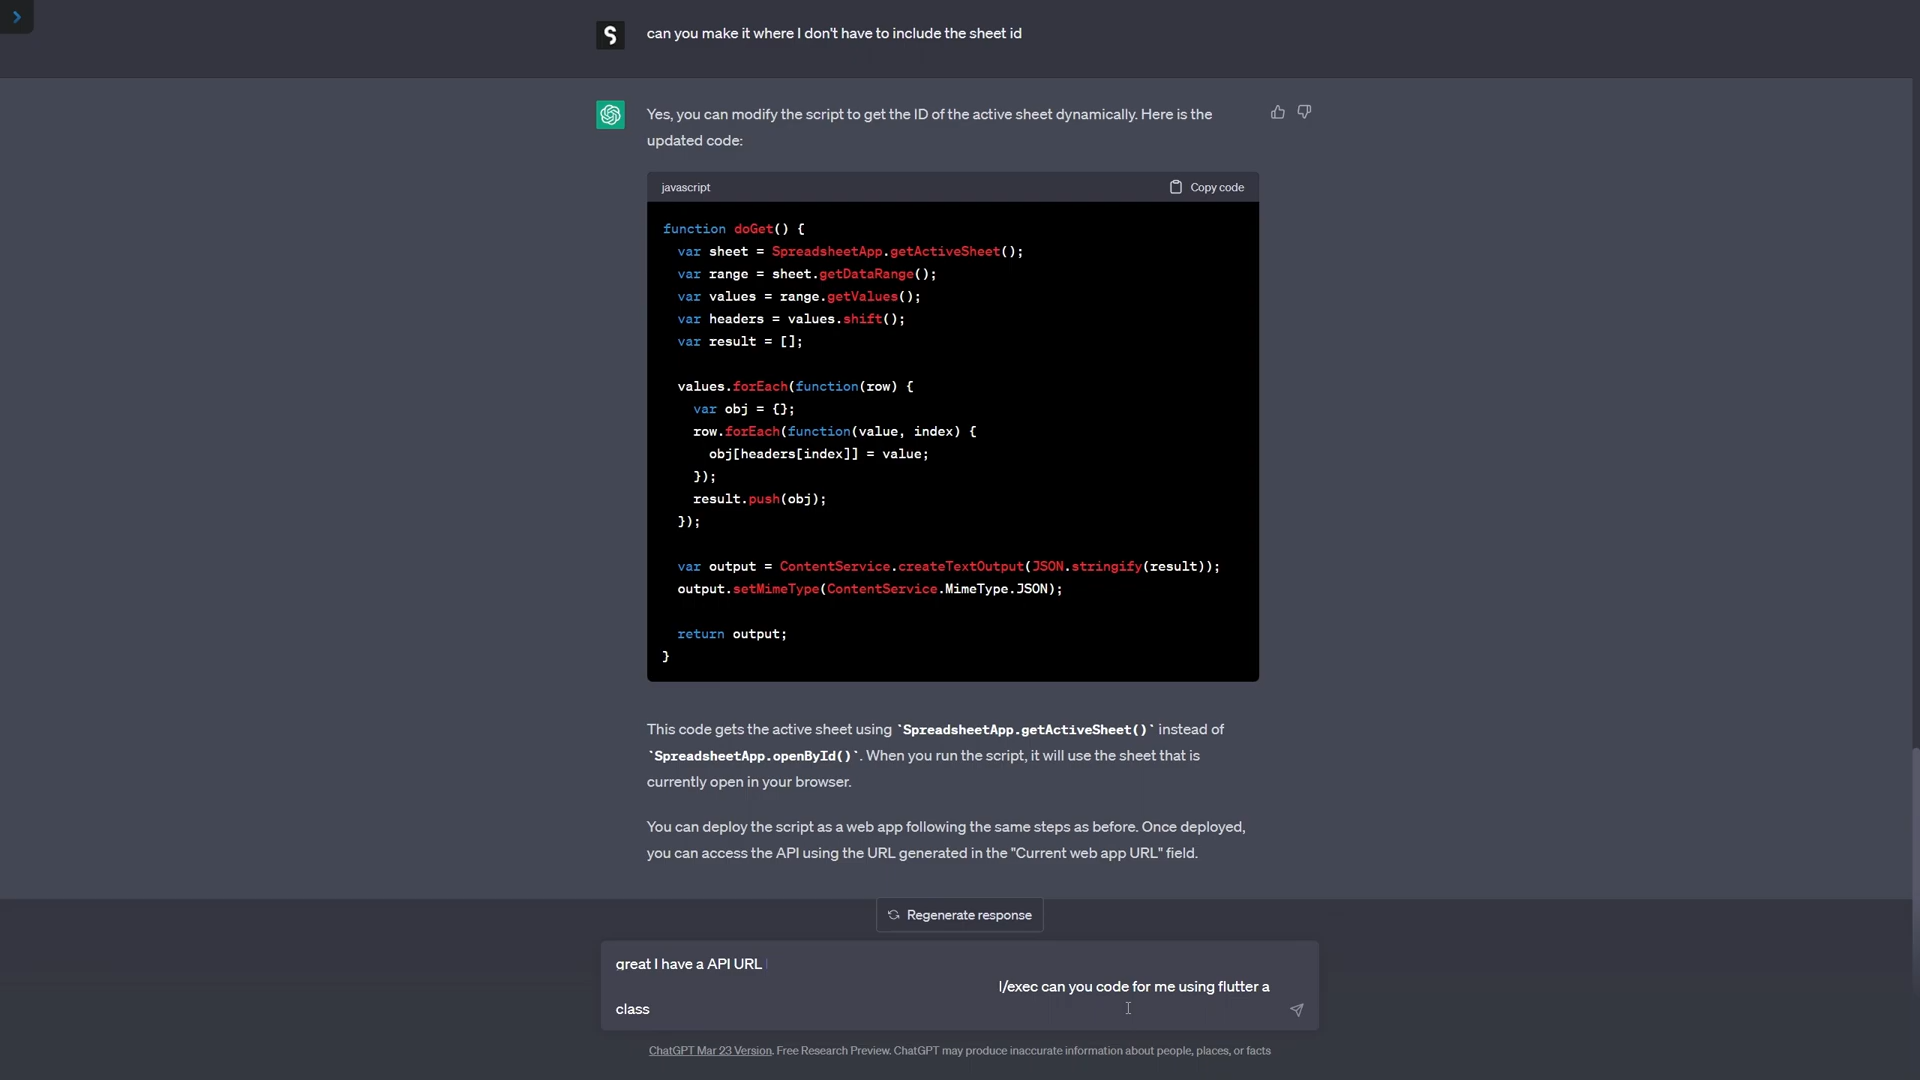 can you make it where I don't have to include the sheet id
Yes, you can modify the script to get the ID of the active sheet dynamically. Here is the
updated code:
javascript
Copy code
function doGet() {
  var sheet = SpreadsheetApp.getActiveSheet();
  var range = sheet.getDataRange();
  var values = range.getValues();
  var headers = values.shift();
  var result = [];
  values.forEach(function(row) {
    var obj = {};
    row.forEach(function(value, index) {
      obj[headers[index]] = value;
    });
    result.push(obj);
  });
  var output = ContentService.createTextOutput(JSON.stringify(result));
  output.setMimeType(ContentService.MimeType.JSON);
  return output;
}
This code gets the active sheet using `SpreadsheetApp.getActiveSheet()` instead of
`SpreadsheetApp.openById()`. When you run the script, it will use the sheet that is
currently open in your browser.
You can deploy the script as a web app following the same steps as before. Once deployed,
you can access the API using the URL generated in the "Current web app URL" field.
Regenerate response
great I have a API URL
/exec can you code for me using flutter a
class
ChatGPT Mar 23 Version. Free Research Preview. ChatGPT may produce inaccurate information about people, places, or facts